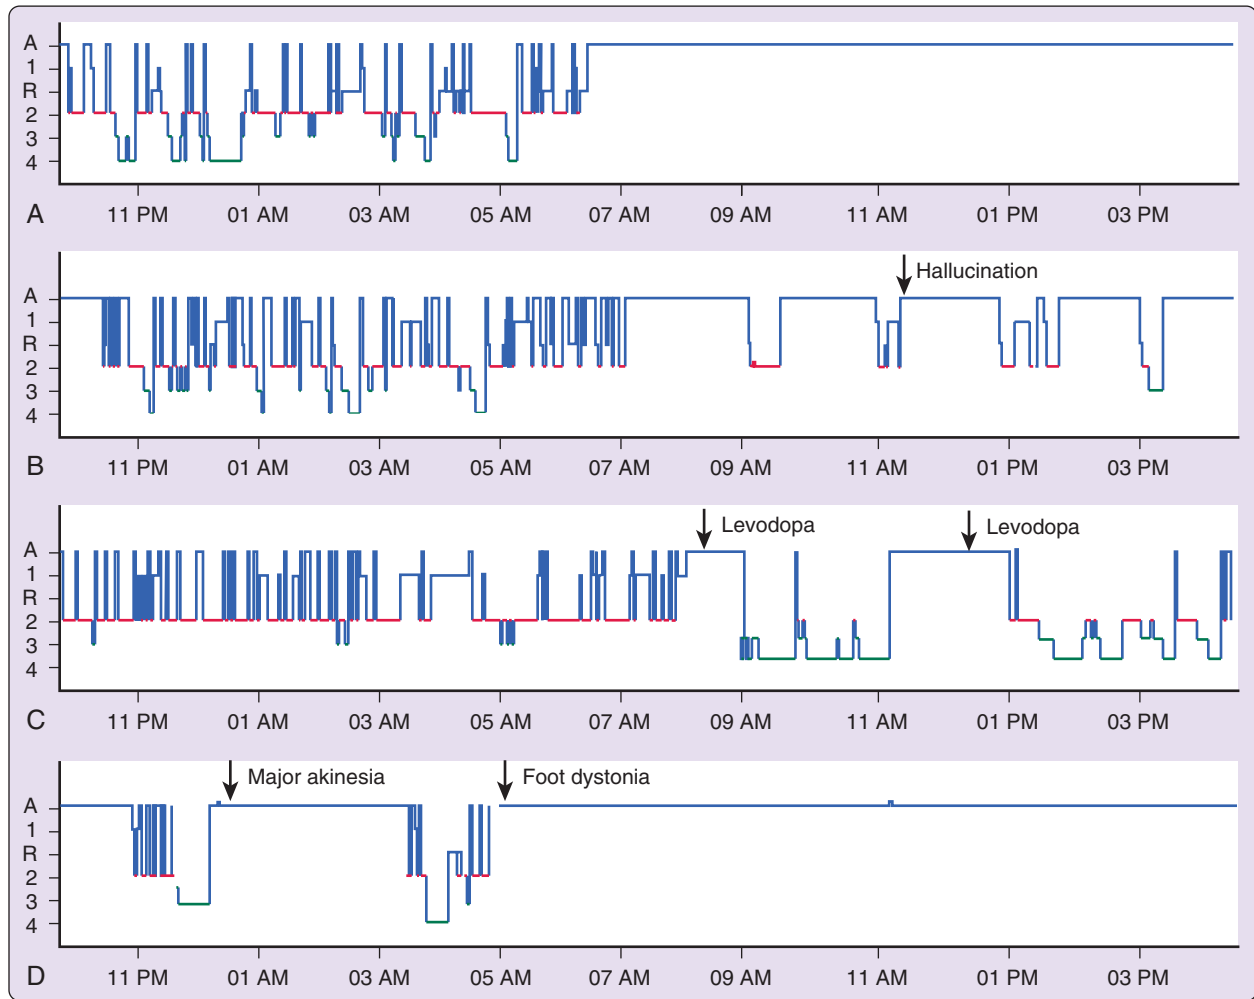 A
1
R
2
3
4
A
11 PM 01 AM 03 AM 05 AM 07 AM 09 AM 11 AM 01 PM 03 PM
Hallucination
A
1
R
2
3
4
B
11 PM 01 AM 03 AM 05 AM 07 AM 09 AM 11 AM 01 PM 03 PM
Levodopa Levodopa
A
1
R
2
3
4
C
11 PM 01 AM 03 AM 05 AM 07 AM 09 AM 11 AM 01 PM 03 PM
Major akinesia Foot dystonia
A
1
R
2
3
4
D
11 PM 01 AM 03 AM 05 AM 07 AM 09 AM 11 AM 01 PM 03 PM